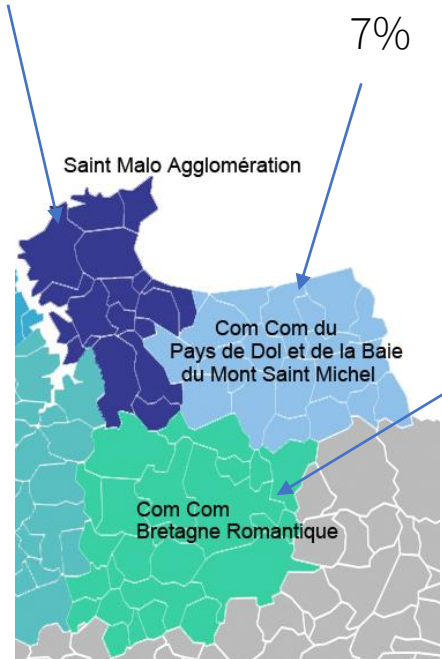 7%
Saint Malo Agglomération
Com Com du
Pays de Dol et de la Baie
du Mont Saint Michel
Com Com
Bretagne Romantique